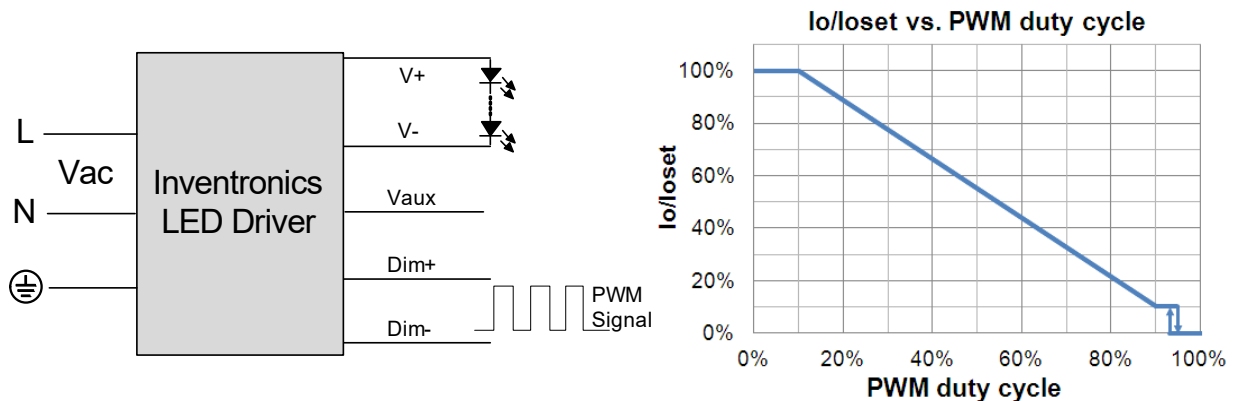 L
Vac
N
Inventronics
LED Driver
V+
V-
Vaux
Dim+
Dim-
PWM
Signal
Io/Ioset vs. PWM duty cycle
Io/Ioset
100%
80%
60%
40%
20%
0%
0% 20% 40% 60% 80% 100%
PWM duty cycle